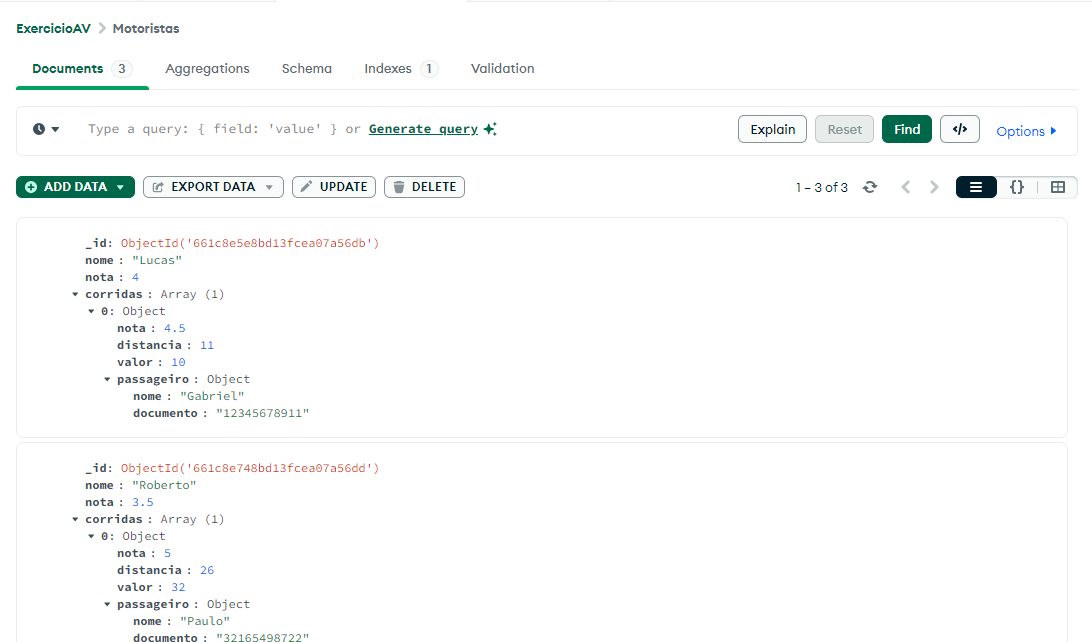 ExercicioAV > Motoristas
Documents 3 Aggregations Schema Indexes 1 Validation
Type a query: { field: 'value' } or Generate query Explain Reset Find </> Options
ADD DATA EXPORT DATA UPDATE DELETE 1 – 3 of 3 {}
_id: ObjectId('661c8e5e8bd13fcea07a56db')
nome : "Lucas"
nota : 4
corridas : Array (1)
0: Object
nota : 4.5
distancia : 11
valor : 10
passageiro : Object
nome : "Gabriel"
documento : "12345678911"
_id: ObjectId('661c8e748bd13fcea07a56dd')
nome : "Roberto"
nota : 3.5
corridas : Array (1)
0: Object
nota : 5
distancia : 26
valor : 32
passageiro : Object
nome : "Paulo"
documento : "32165498722"